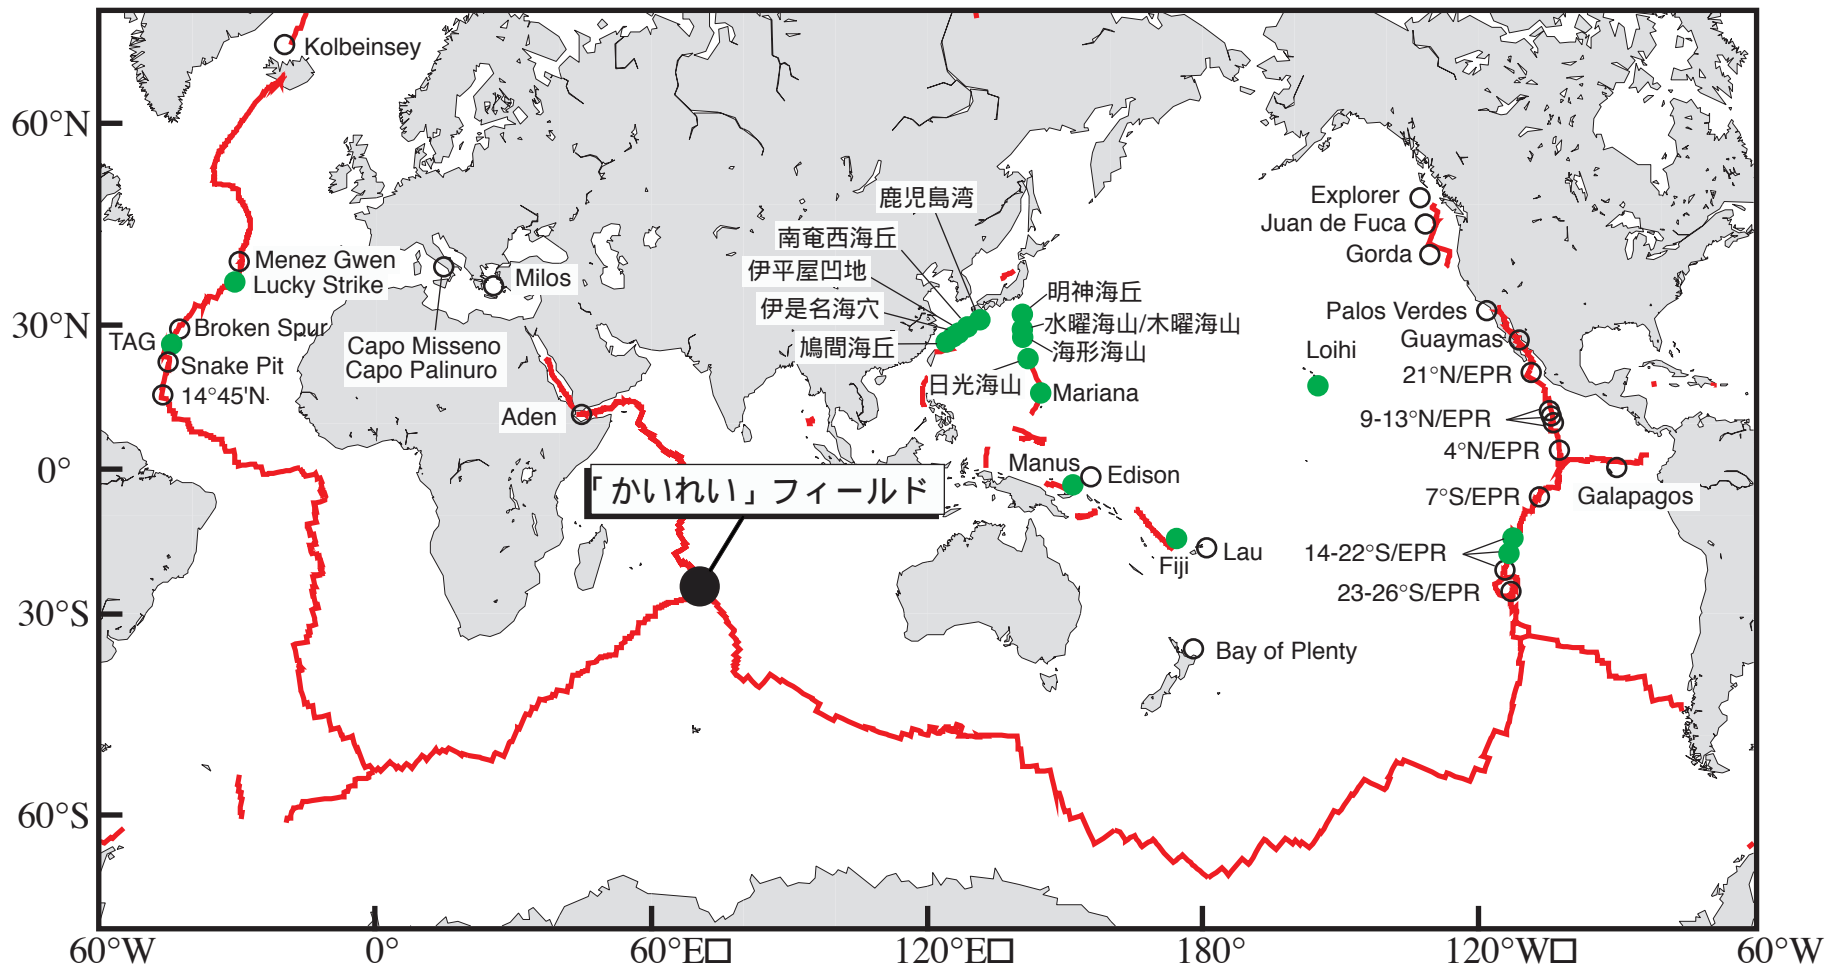 Kolbeinsey
60°N
鹿児島湾
Explorer
南奄西海丘
Juan de Fuca
Menez Gwen
Gorda
伊平屋凹地
Lucky Strike
Milos
明神海丘
伊是名海穴
Palos Verdes
30°N
Broken Spur
水曜海山/木曜海山
TAG
Guaymas
Capo Misseno
鳩間海丘
海形海山
Loihi
Snake Pit
Capo Palinuro
21°N/EPR
日光海山
14°45'N
Mariana
Aden
9-13°N/EPR
4°N/EPR
0°
Manus
Edison
「かいれい」フィールド
7°S/EPR
Galapagos
Lau
14-22°S/EPR
Fiji
23-26°S/EPR
30°S
Bay of Plenty
60°S
60°W
0°
60°E□
120°E□
180°
120°W□
60°W